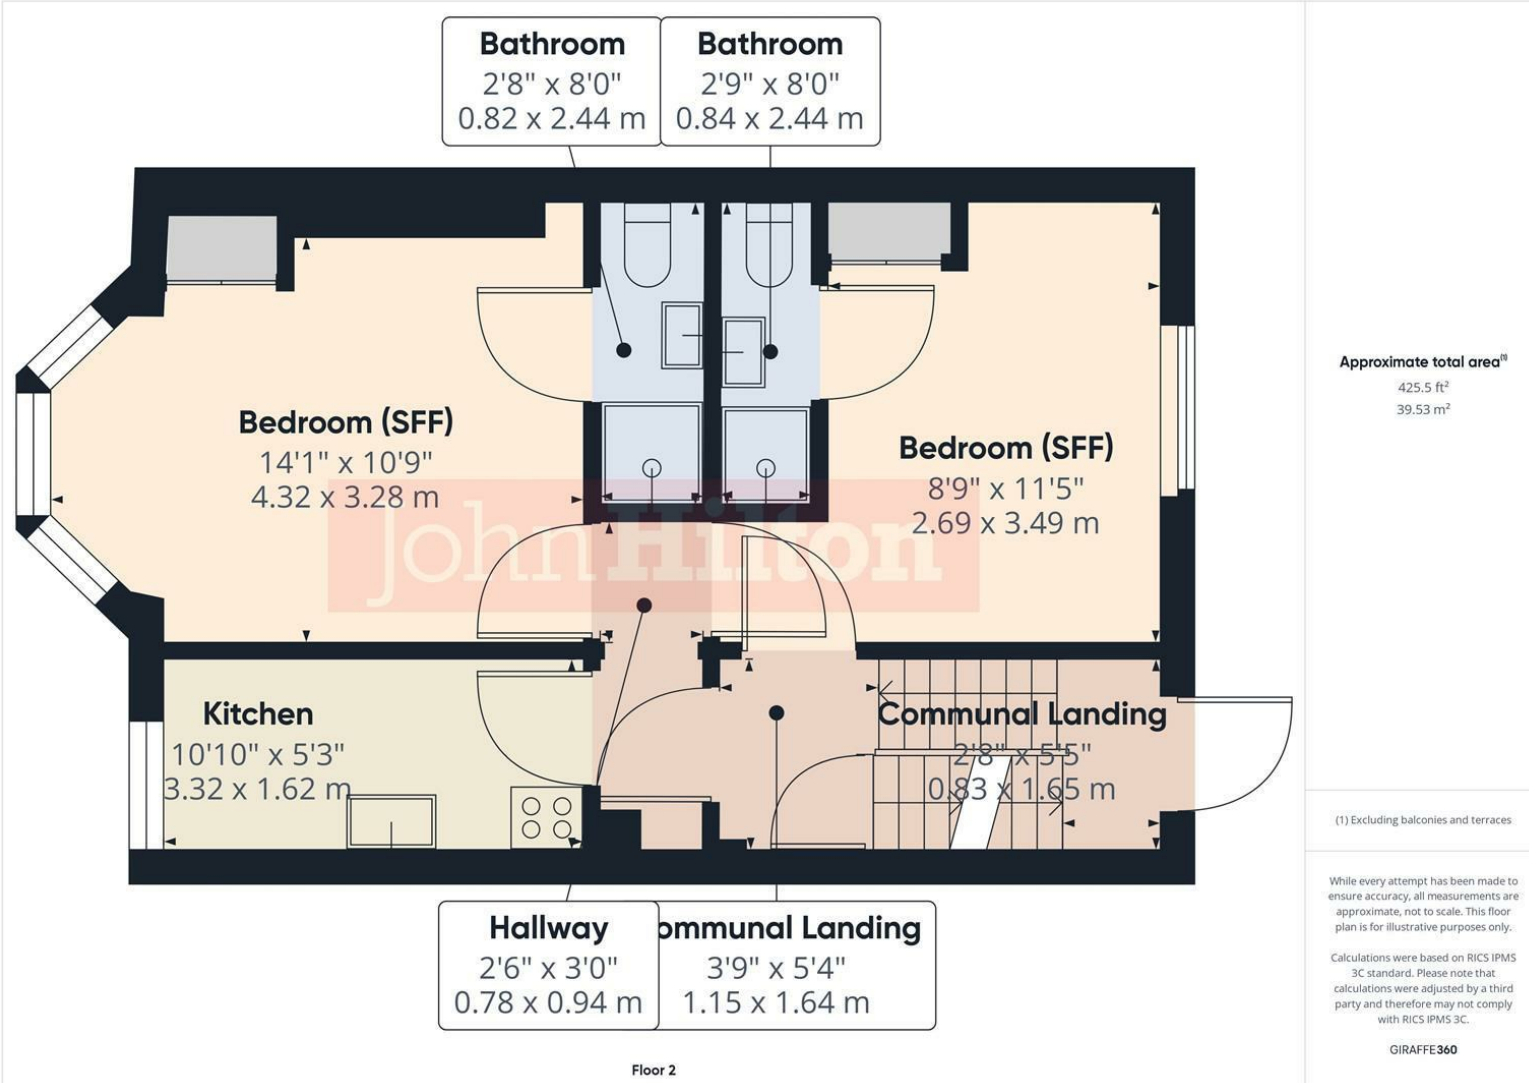 Bathroom
2'8" x 8'0"
0.82 x 2.44 m
Bathroom
2'9" x 8'0"
0.84 x 2.44 m
Bedroom (SFF)
14'1" x 10'9"
4.32 x 3.28 m
Bedroom (SFF)
8'9" x 11'5"
2.69 x 3.49 m
John Hilton
Kitchen
10'10" x 5'3"
3.32 x 1.62 m
Communal Landing
2'8" x 5'5"
0.83 x 1.65 m
Hallway
2'6" x 3'0"
0.78 x 0.94 m
ommunal Landing
3'9" x 5'4"
1.15 x 1.64 m
Floor 2
Approximate total area(1)
425.5 ft²
39.53 m²
(1) Excluding balconies and terraces
While every attempt has been made to
ensure accuracy, all measurements are
approximate, not to scale. This floor
plan is for illustrative purposes only.
Calculations were based on RICS IPMS
3C standard. Please note that
calculations were adjusted by a third
party and therefore may not comply
with RICS IPMS 3C.
GIRAFFE360